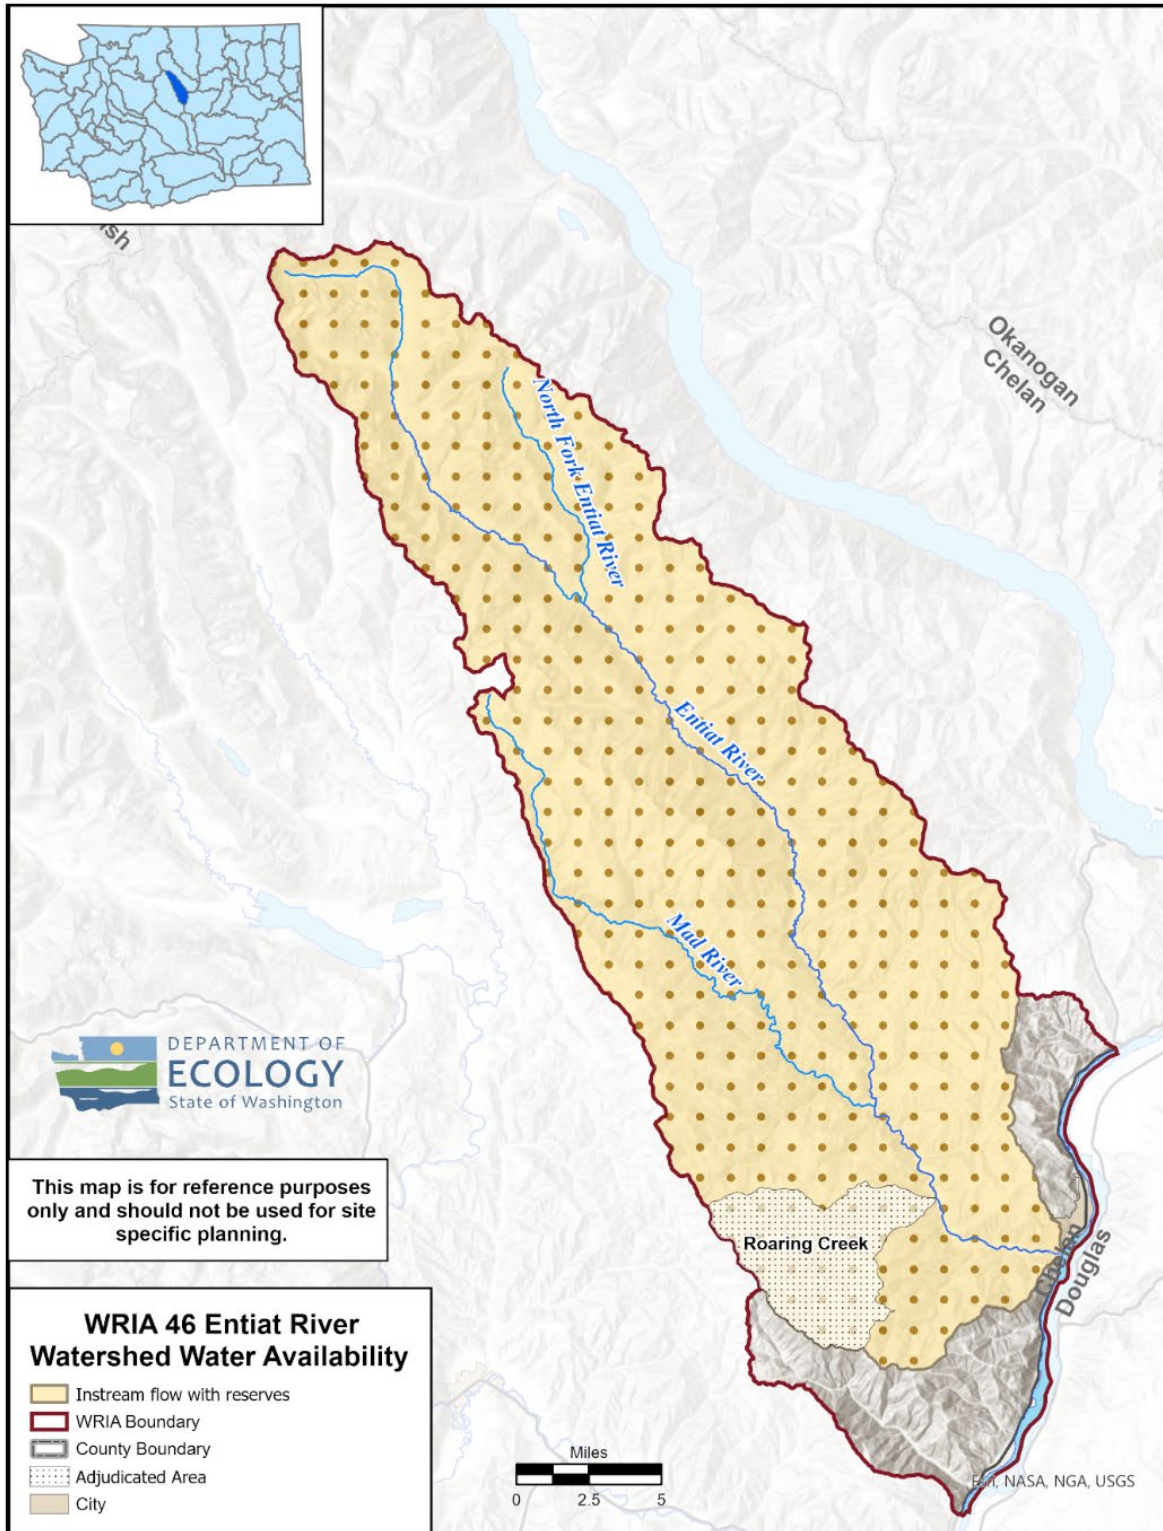 ish
Okanogan
Chelan
North Fork Entiat River
Entiat River
Mad River
DEPARTMENT OF
ECOLOGY
State of Washington
This map is for reference purposes
only and should not be used for site
specific planning.
Roaring Creek
Chelan
Douglas
WRIA 46 Entiat River
Watershed Water Availability
Instream flow with reserves
WRIA Boundary
County Boundary
Adjudicated Area
City
Miles
0 2.5 5
Esri, NASA, NGA, USGS